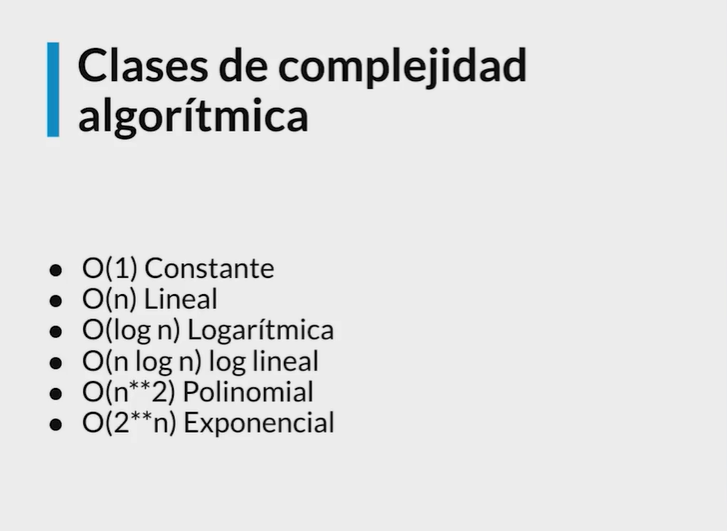 Clases de complejidad
algorítmica
● O(1) Constante
● O(n) Lineal
● O(log n) Logarítmica
● O(n log n) log lineal
● O(n**2) Polinomial
● O(2**n) Exponencial